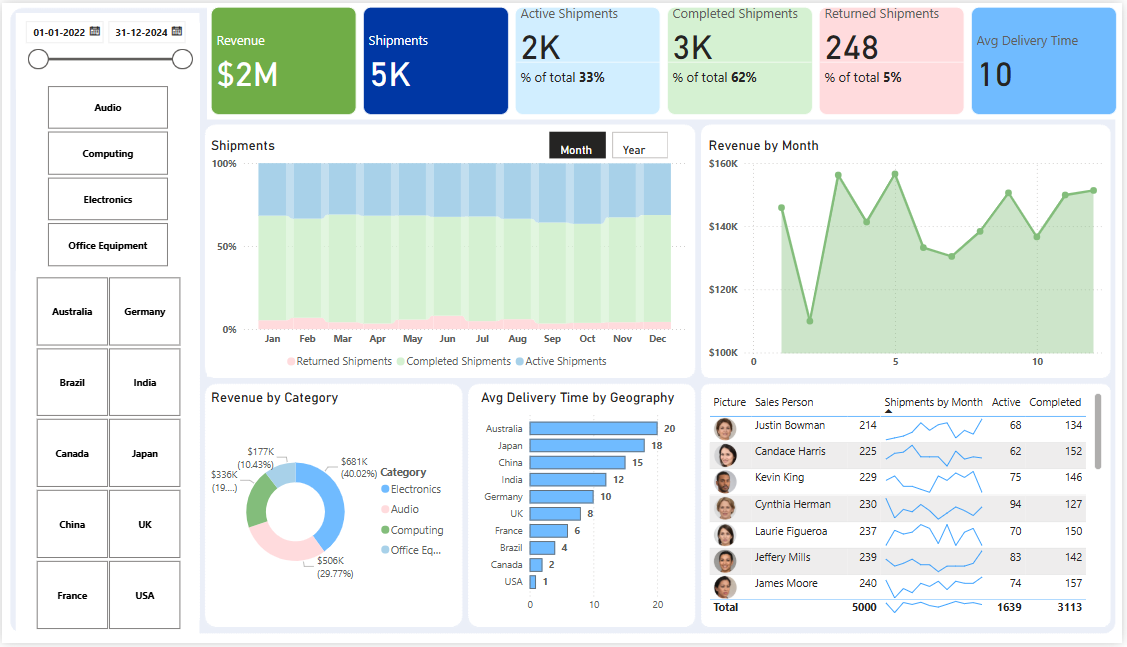 01-01-2022 31-12-2024
Audio
Computing
Electronics
Office Equipment
Australia Germany
Brazil India
Canada Japan
China UK
France USA
Revenue
$2M
Shipments
5K
Active Shipments
2K
% of total 33%
Completed Shipments
3K
% of total 62%
Returned Shipments
248
% of total 5%
Avg Delivery Time
10
Shipments
Month Year
100%
50%
0%
Jan Feb Mar Apr May Jun Jul Aug Sep Oct Nov Dec
Returned Shipments Completed Shipments Active Shipments
Revenue by Month
$160K
$140K
$120K
$100K
0 5 10
Revenue by Category
$177K
(10.43%)
$336K
(19....)
$681K
(40.02%)
$506K
(29.77%)
Category
Electronics
Audio
Computing
Office Eq...
Avg Delivery Time by Geography
Australia 20
Japan 18
China 15
India 12
Germany 10
UK 8
France 6
Brazil 4
Canada 2
USA 1
0 10 20
Picture Sales Person Shipments by Month Active Completed
Justin Bowman 214 68 134
Candace Harris 225 62 152
Kevin King 229 75 146
Cynthia Herman 230 94 127
Laurie Figueroa 237 70 150
Jeffery Mills 239 83 142
James Moore 240 74 157
Total 5000 1639 3113